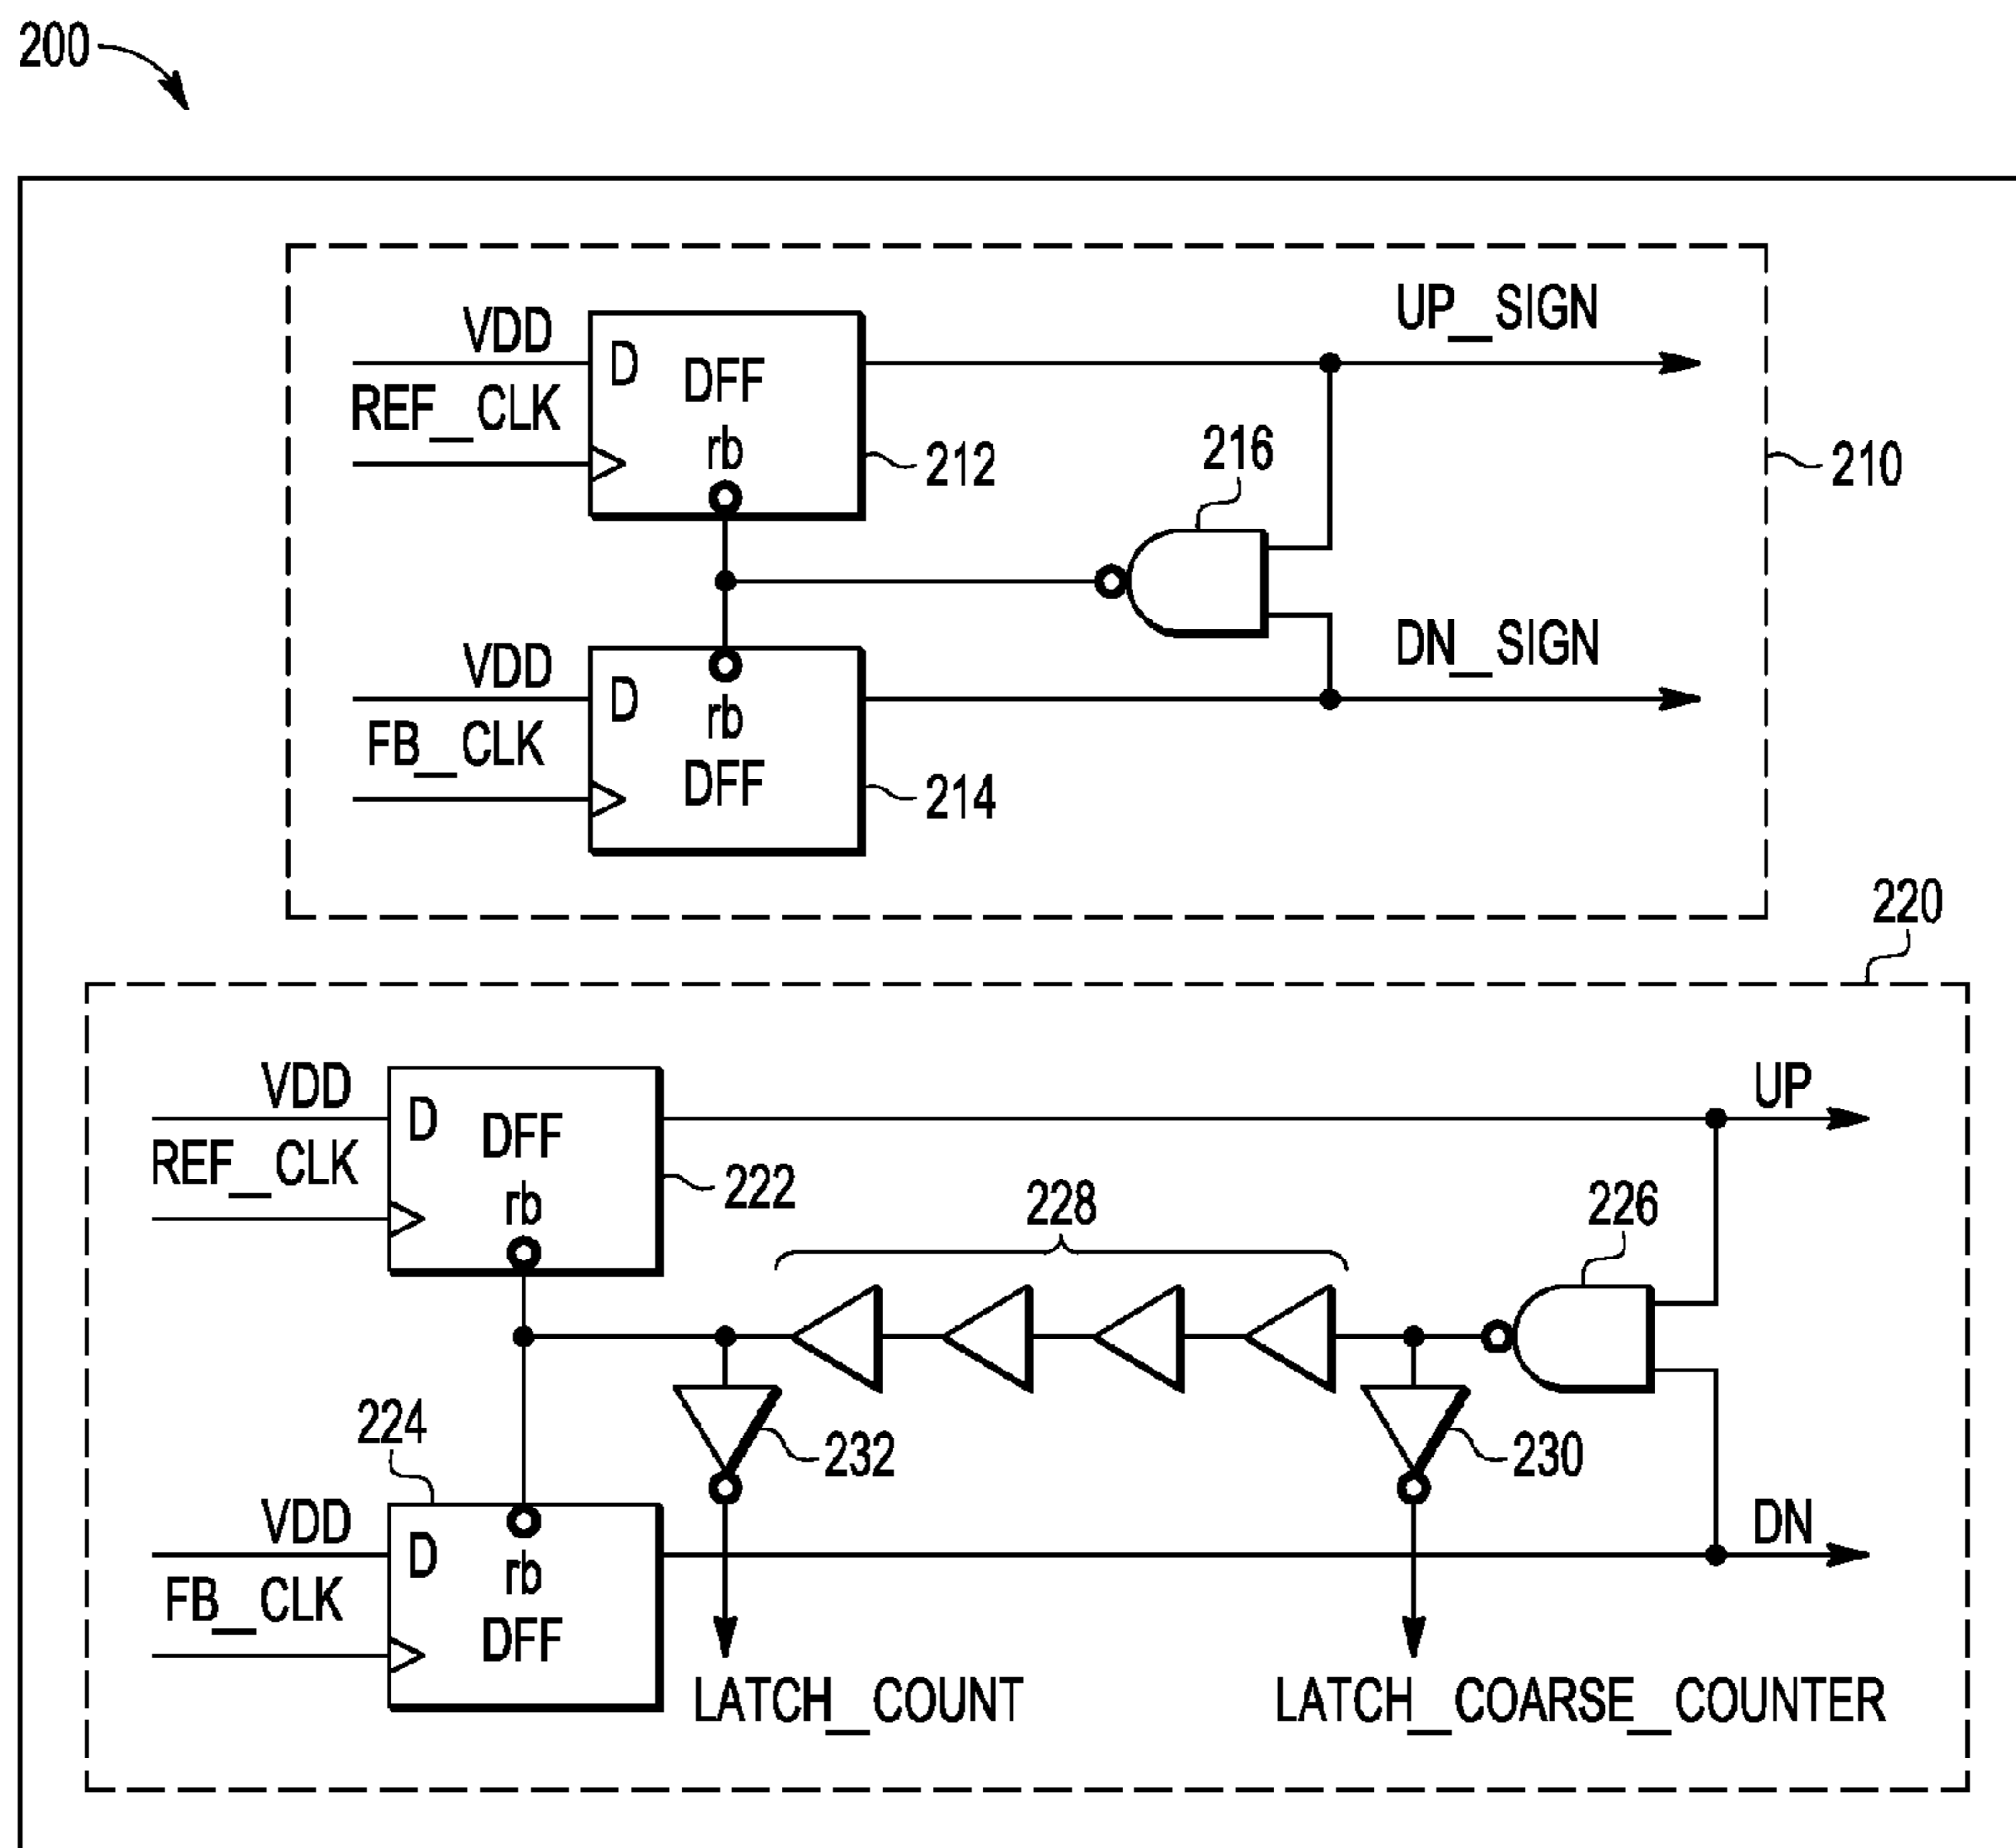 200
VDD
D
DFF
REF_CLK
rb
212
UP_SIGN
216
210
VDD
D
rb
FB_CLK
DFF
214
DN_SIGN
220
VDD
D
DFF
REF_CLK
rb
222
UP
228
226
224
232
230
VDD
D
rb
FB_CLK
DFF
DN
LATCH_COUNT
LATCH_COARSE_COUNTER